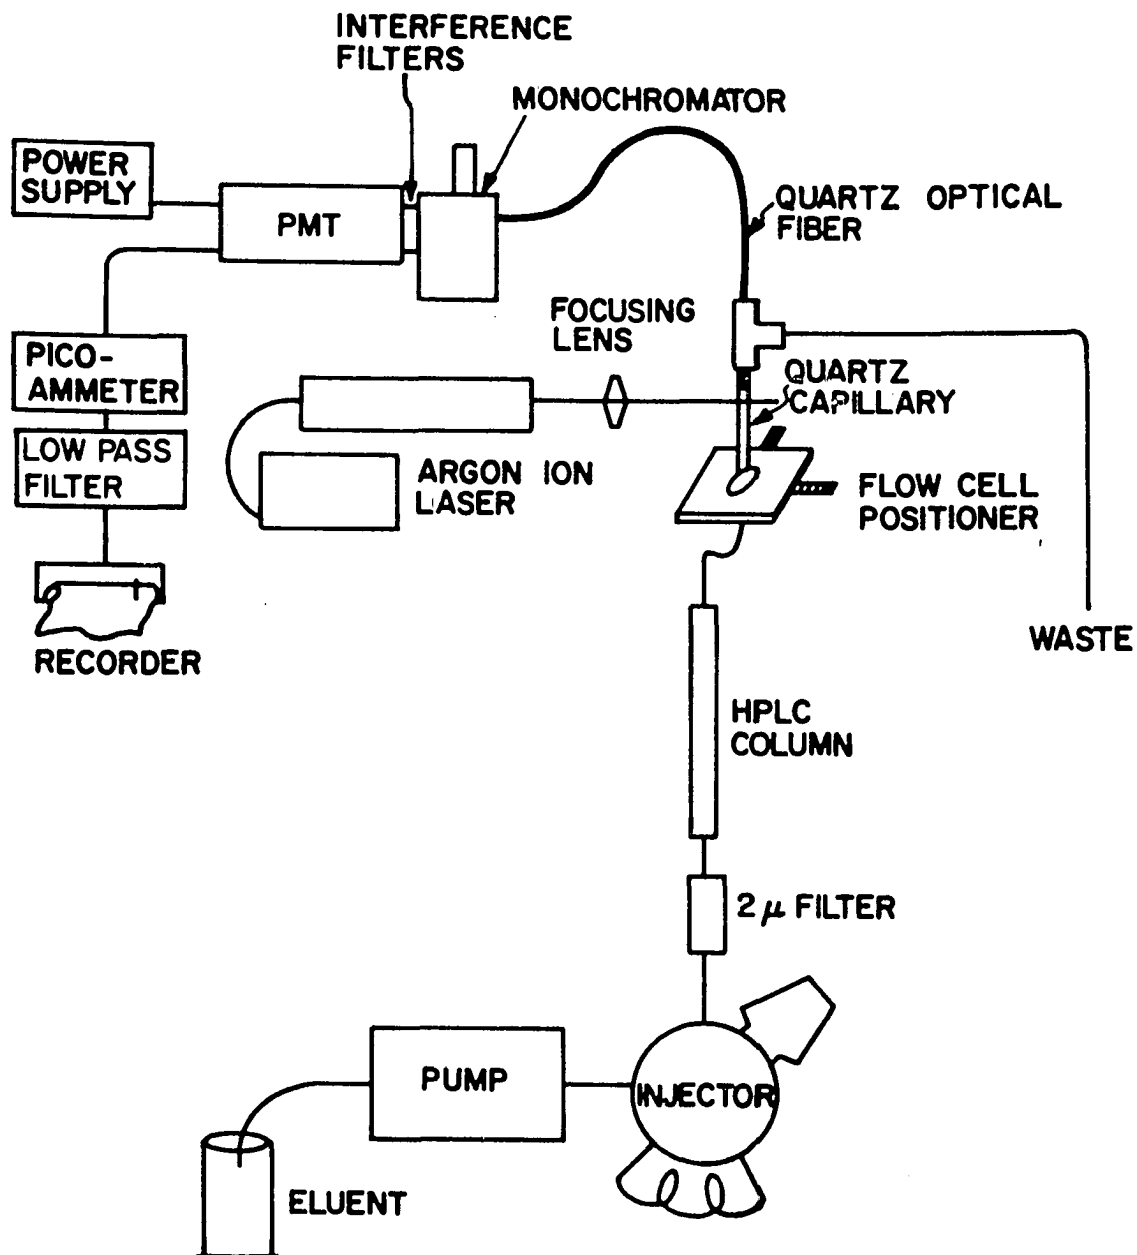 INTERFERENCE
FILTERS
MONOCHROMATOR
POWER
SUPPLY
PMT
QUARTZ OPTICAL
FIBER
FOCUSING
LENS
PICO-
AMMETER
QUARTZ
CAPILLARY
LOW PASS
FILTER
ARGON ION
LASER
FLOW CELL
POSITIONER
RECORDER
WASTE
HPLC
COLUMN
2 μ FILTER
PUMP
INJECTOR
ELUENT